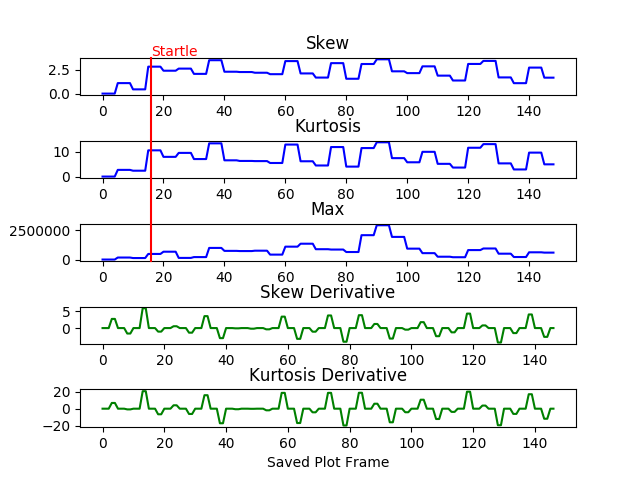 Skew
Startle
2.5
0.0
0 20 40 60 80 100 120 140
Kurtosis
10
0
0 20 40 60 80 100 120 140
Max
2500000
0
0 20 40 60 80 100 120 140
Skew Derivative
5
0
0 20 40 60 80 100 120 140
Kurtosis Derivative
20
0
−20
0 20 40 60 80 100 120 140
Saved Plot Frame